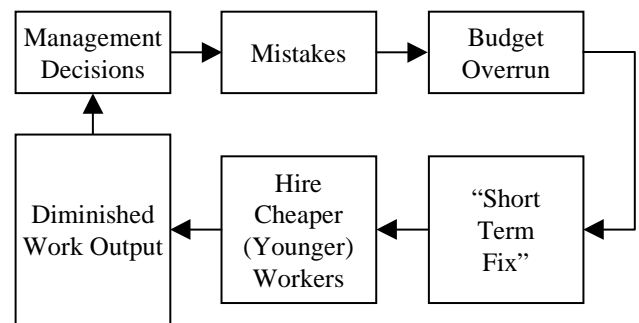 Management
Decisions
Mistakes
Budget
Overrun
“Short
Term
Fix”
Hire
Cheaper
(Younger)
Workers
Diminished
Work Output